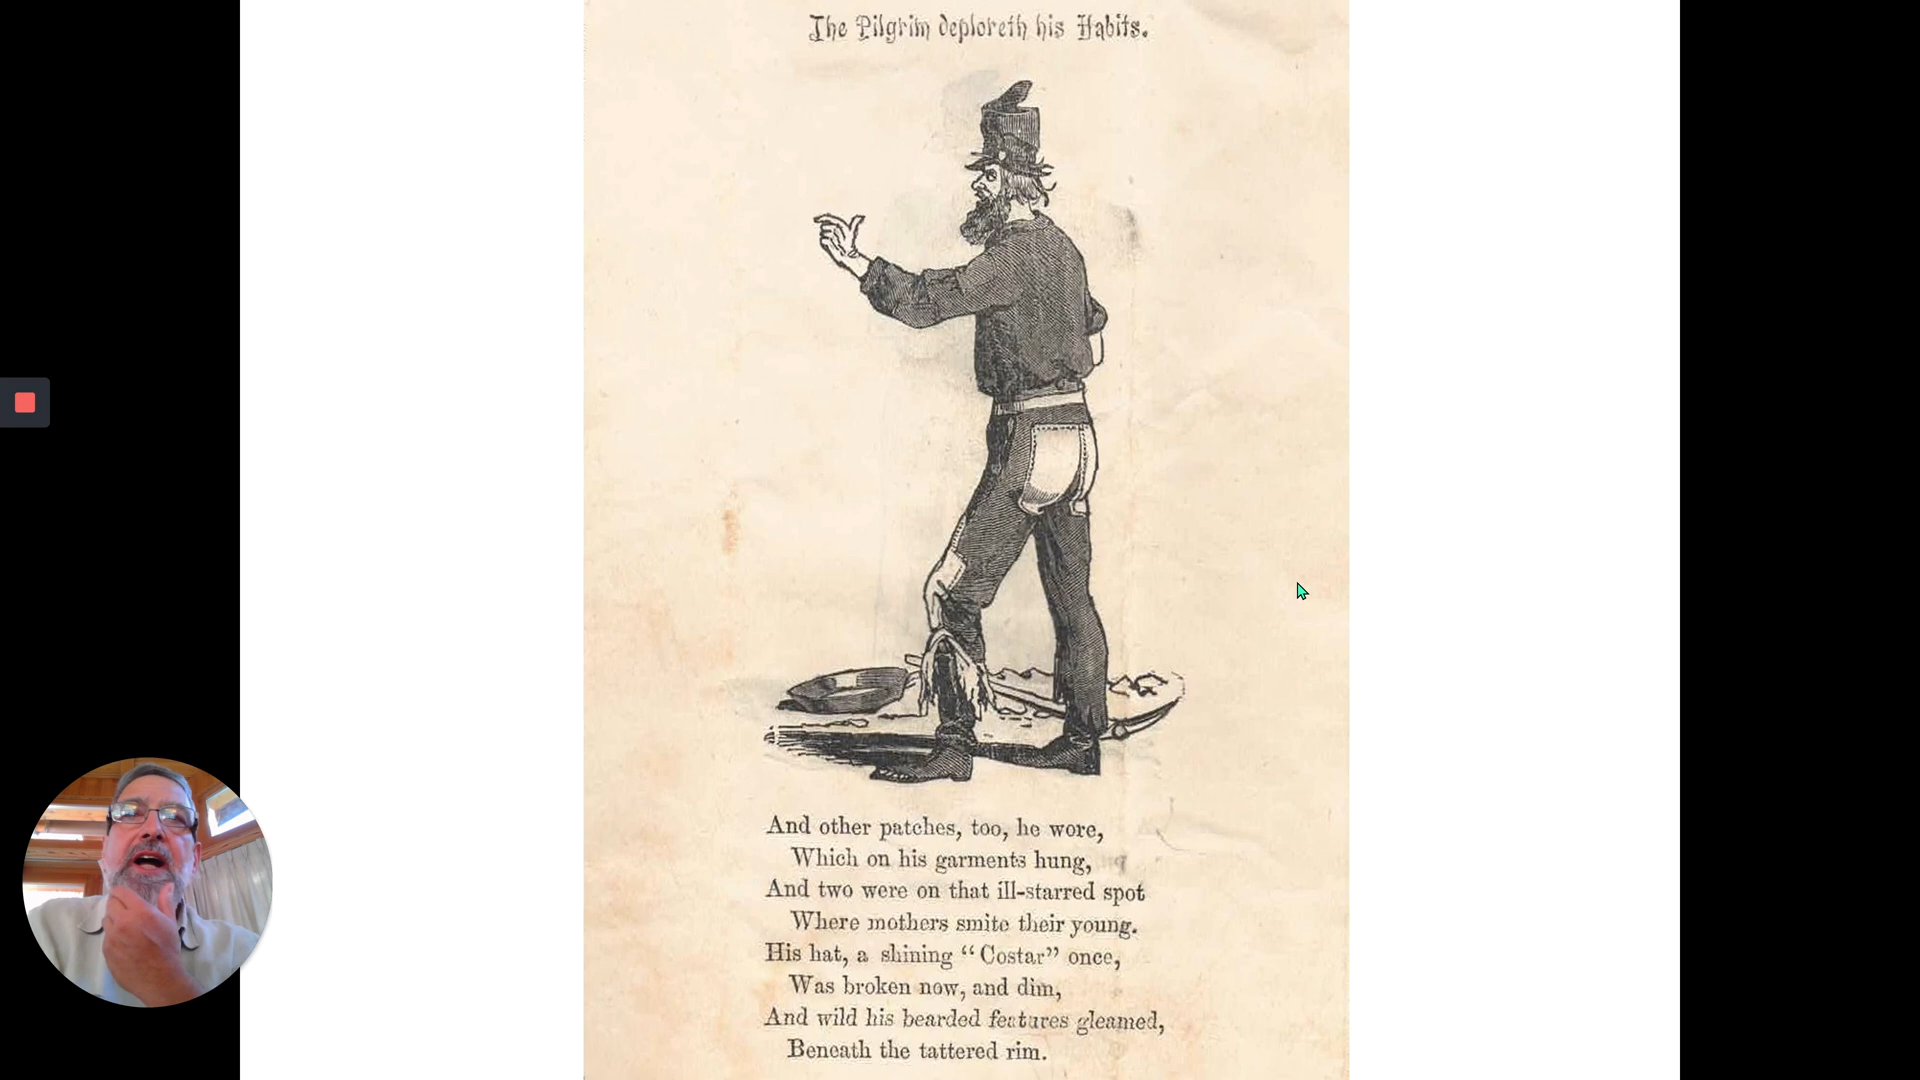 The Pilgrim deploreth his Habits.
And other patches, too, he wore,
Which on his garments hung,
And two were on that ill-starred spot
Where mothers smite their young.
His hat, a shining “Costar” once,
Was broken now, and dim,
And wild his bearded features gleamed,
Beneath the tattered rim.